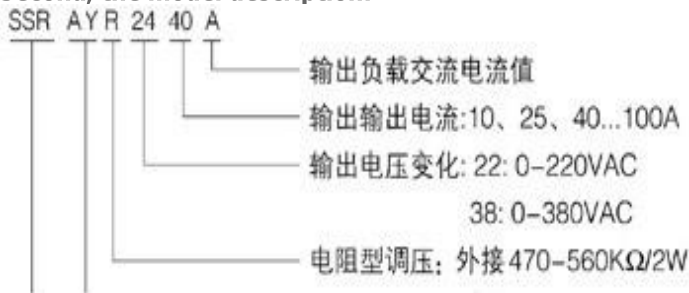 SSR AY R 24 40 A
输出负载交流电流值
输出输出电流:10、25、40...100A
输出电压变化: 22: 0-220VAC
38: 0-380VAC
电阻型调压: 外接470-560KΩ/2W